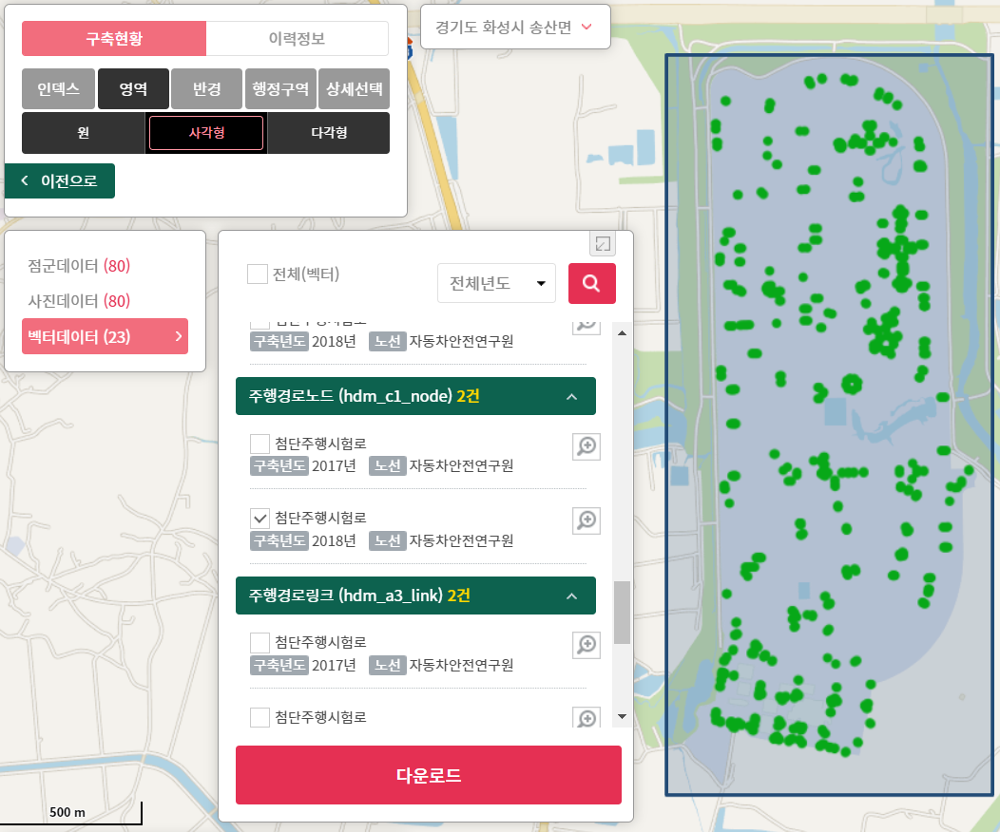 구축현황
이력정보
경기도 화성시 송산면
인덱스
영역
반경
행정구역
상세선택
원
사각형
다각형
이전으로
점군데이터 (80)
사진데이터 (80)
벡터데이터 (23)
전체(벡터)
전체년도
구축년도 2018년 노선 자동차안전연구원
주행경로노드 (hdm_c1_node) 2건
첨단주행시험로
구축년도 2017년 노선 자동차안전연구원
첨단주행시험로
구축년도 2018년 노선 자동차안전연구원
주행경로링크 (hdm_a3_link) 2건
첨단주행시험로
구축년도 2017년 노선 자동차안전연구원
첨단주행시험로
다운로드
500 m